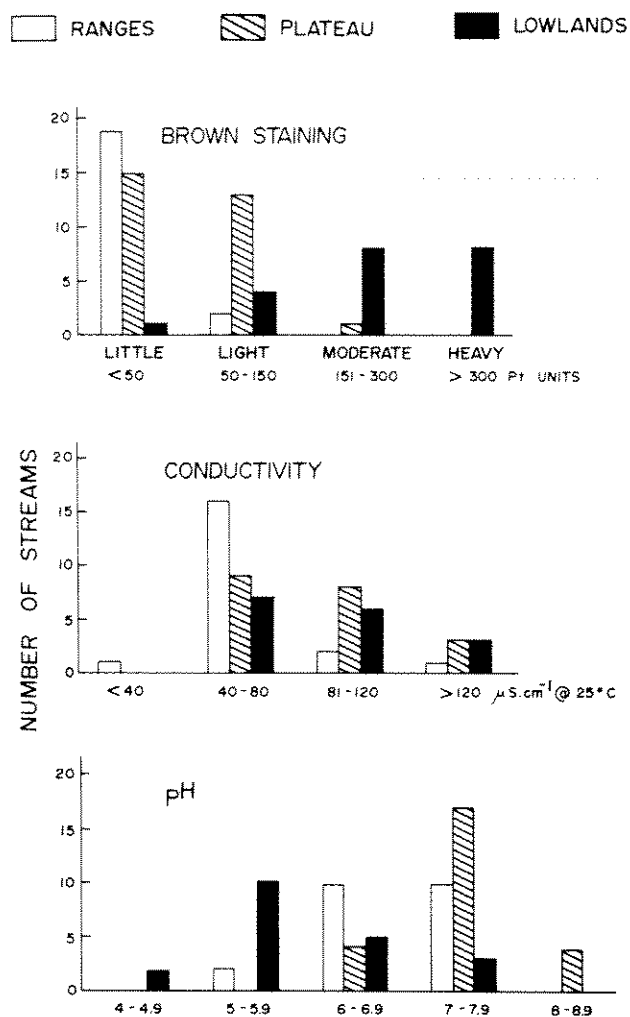 RANGES PLATEAU LOWLANDS
BROWN STAINING
20
15
10
5
0
LITTLE LIGHT MODERATE HEAVY
<50 50-150 151-300 > 300 Pt UNITS
NUMBER OF STREAMS
CONDUCTIVITY
20
15
10
5
0
<40 40-80 81-120 >120 µS.cm⁻¹ @ 25°C
pH
20
15
10
5
0
4-4.9 5-5.9 6-6.9 7-7.9 8-8.9